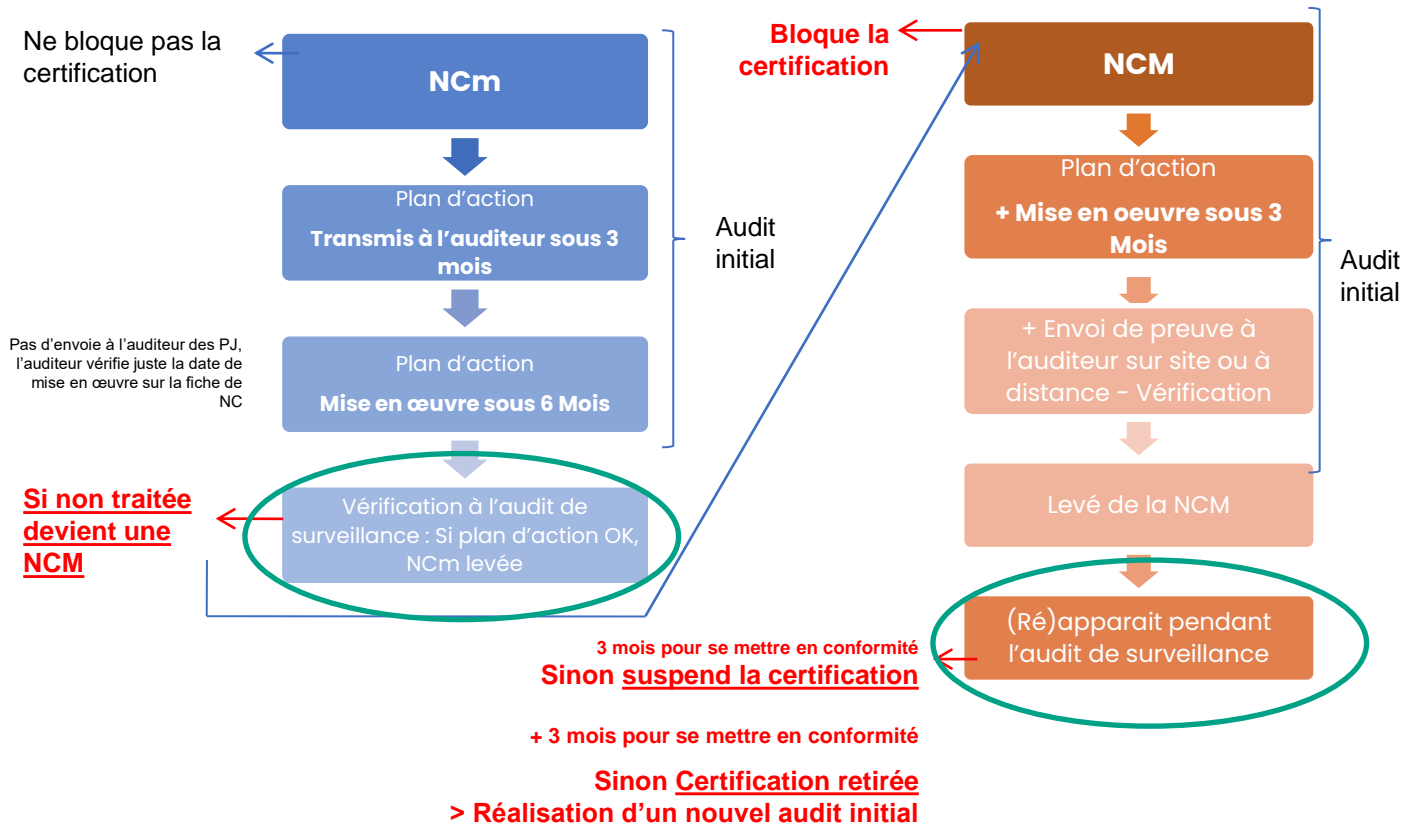 Ne bloque pas la
certification
NCm
Plan d'action
Transmis à l'auditeur sous 3
mois
Audit
initial
Pas d'envoie à l'auditeur des PJ,
l'auditeur vérifie juste la date de
mise en œuvre sur la fiche de
NC
Plan d'action
Mise en œuvre sous 6 Mois
Si non traitée
devient une
NCM
Vérification à l'audit de
surveillance : Si plan d'action OK,
NCm levée
Bloque la
certification
NCM
Plan d'action
+ Mise en oeuvre sous 3
Mois
Audit
initial
+ Envoi de preuve à
l'auditeur sur site ou à
distance - Vérification
Levé de la NCM
(Ré)apparait pendant
l'audit de surveillance
3 mois pour se mettre en conformité
Sinon suspend la certification
+ 3 mois pour se mettre en conformité
Sinon Certification retirée
> Réalisation d'un nouvel audit initial